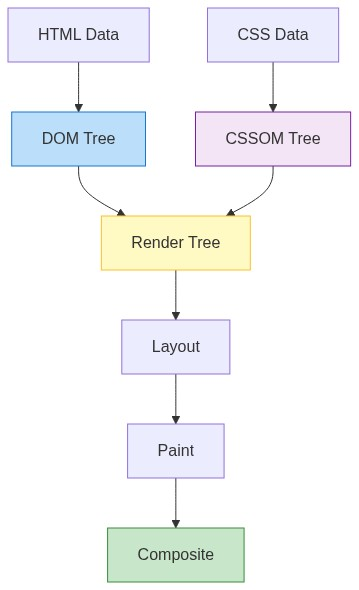 HTML Data
CSS Data
DOM Tree
CSSOM Tree
Render Tree
Layout
Paint
Composite